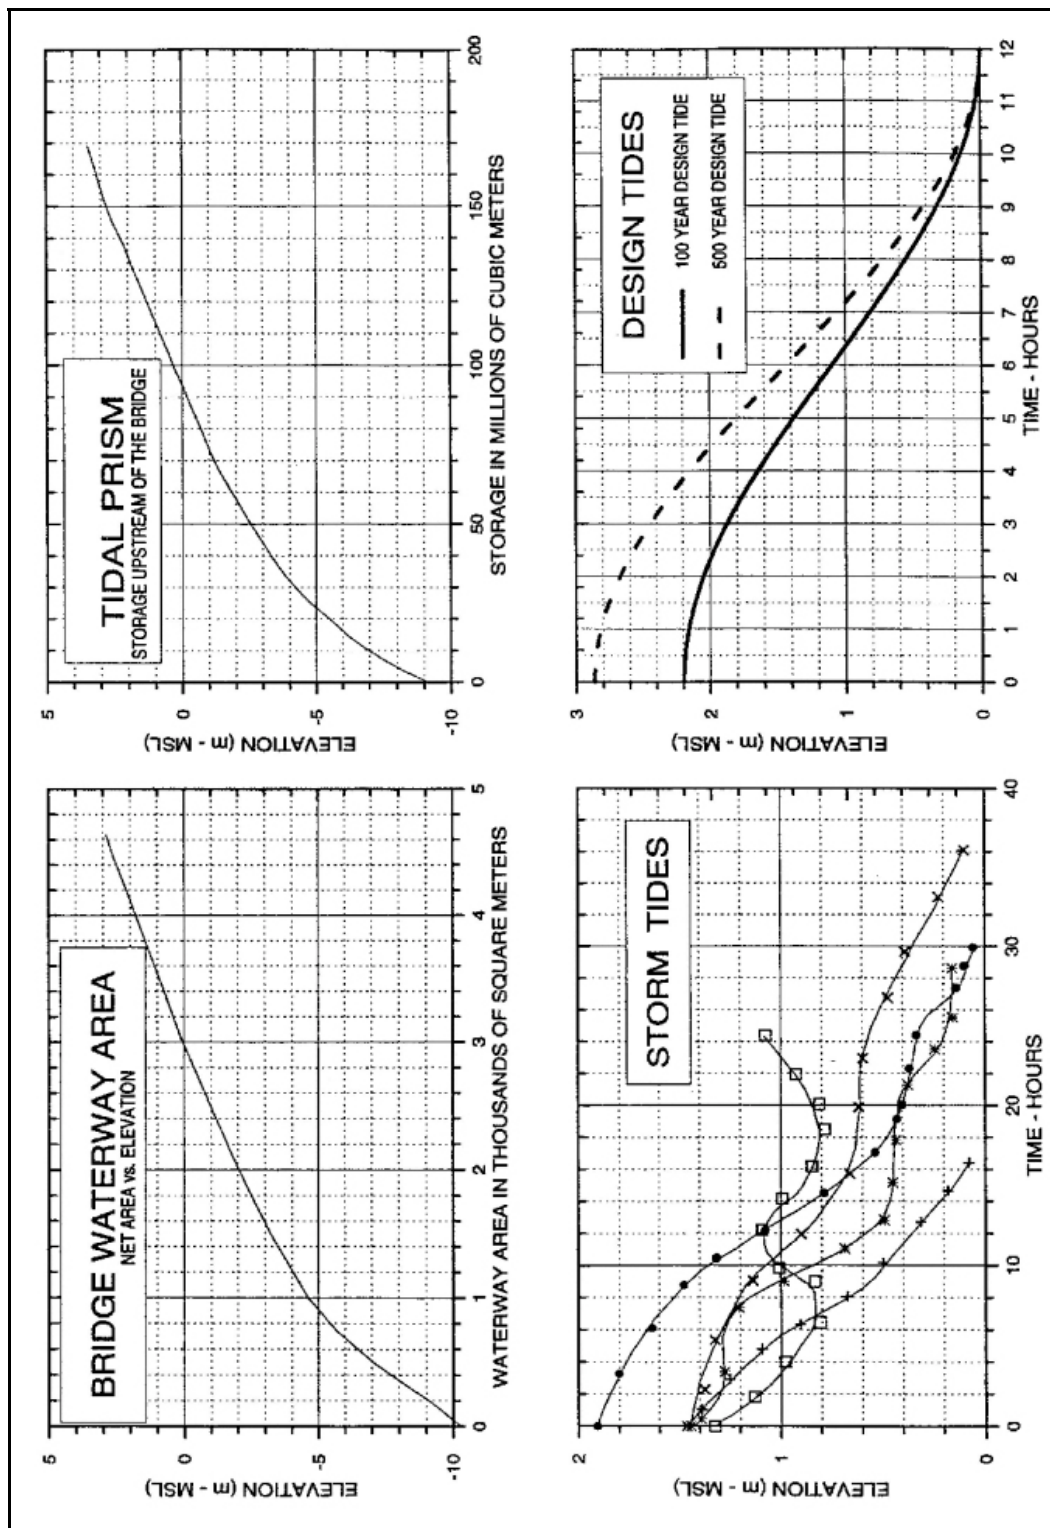 BRIDGE WATERWAY AREA
NET AREA vs. ELEVATION
5
0
-5
-10
ELEVATION (m - MSL)
0
1
2
3
4
5
WATERWAY AREA IN THOUSANDS OF SQUARE METERS
TIDAL PRISM
STORAGE UPSTREAM OF THE BRIDGE
5
0
-5
-10
ELEVATION (m - MSL)
0
50
100
150
200
STORAGE IN MILLIONS OF CUBIC METERS
STORM TIDES
2
1
0
ELEVATION (m - MSL)
0
10
20
30
40
TIME - HOURS
DESIGN TIDES
100 YEAR DESIGN TIDE
500 YEAR DESIGN TIDE
3
2
1
0
ELEVATION (m - MSL)
0
1
2
3
4
5
6
7
8
9
10
11
12
TIME - HOURS